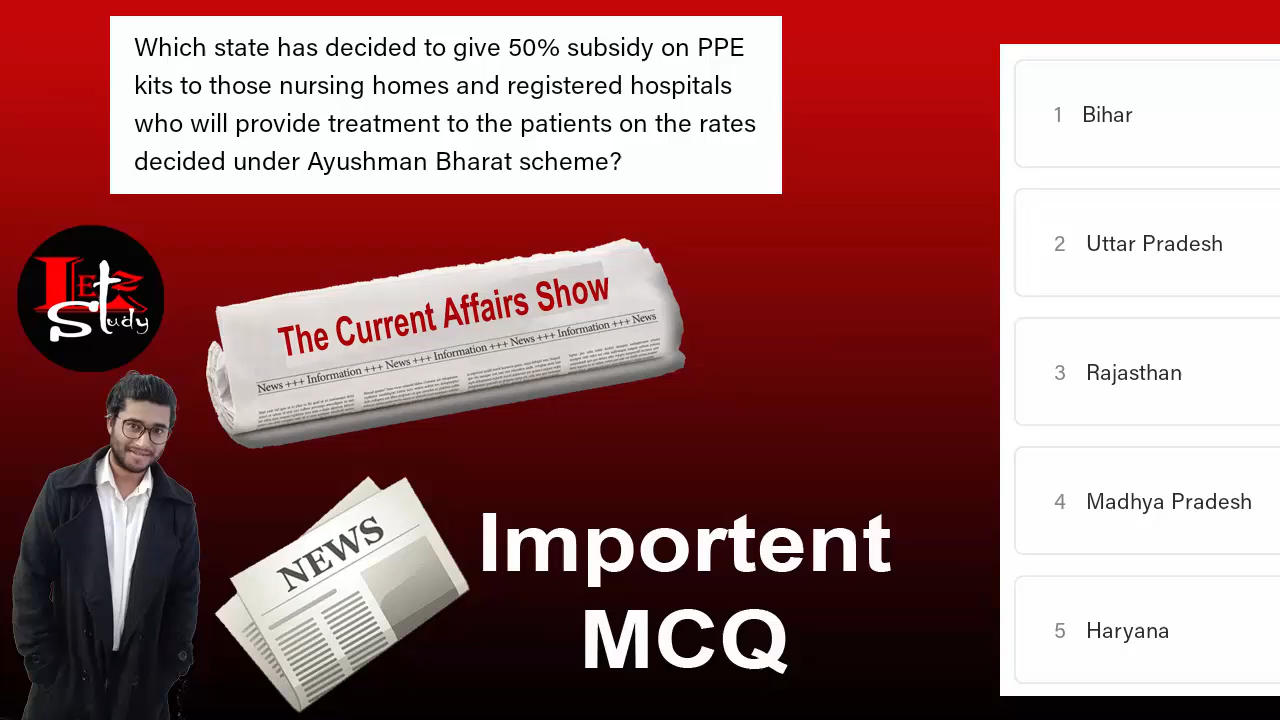 Which state has decided to give 50% subsidy on PPE
kits to those nursing homes and registered hospitals
who will provide treatment to the patients on the rates
decided under Ayushman Bharat scheme?
1 Bihar
2 Uttar Pradesh
3 Rajasthan
4 Madhya Pradesh
5 Haryana
LEtz
Study
The Current Affairs Show
News +++ Information +++ News +++ Information +++ News +++ Information +++ News
NEWS
Importent
MCQ